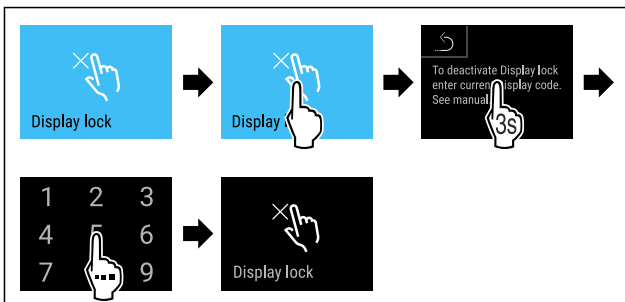 Display lock
Display l
To deactivate Display lock
enter current display code.
See manual.
3s
1 2 3
4 5 6
7 9
Display lock